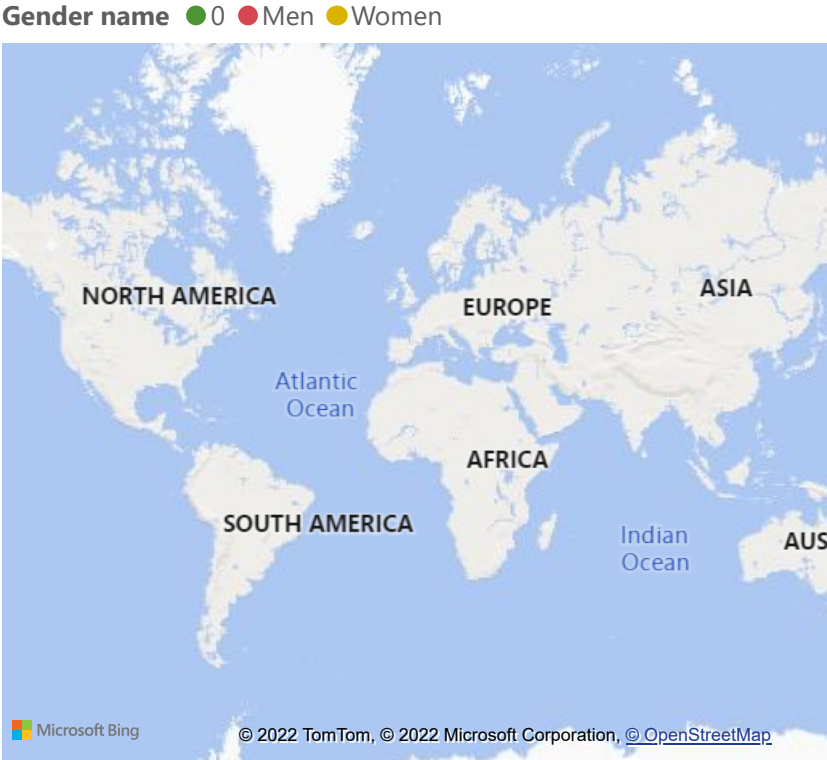 Gender name 0 Men Women
NORTH AMERICA
EUROPE
ASIA
Atlantic
Ocean
AFRICA
SOUTH AMERICA
Indian
Ocean
AUS
Microsoft Bing
© 2022 TomTom, © 2022 Microsoft Corporation, © OpenStreetMap